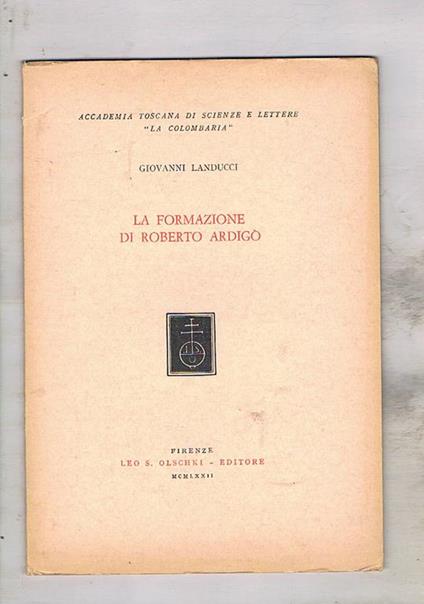 ACCADEMIA TOSCANA DI SCIENZE E LETTERE
"LA COLOMBARIA"
GIOVANNI LANDUCCI
LA FORMAZIONE
DI ROBERTO ARDIGÒ
L S
O
FIRENZE
LEO S. OLSCHKI - EDITORE
MCMLXXII